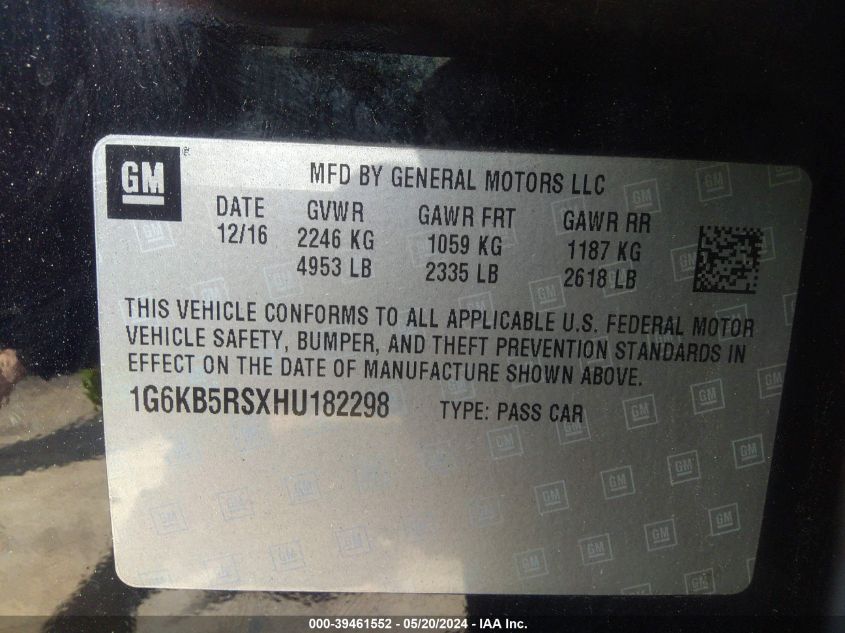 GM
MFD BY GENERAL MOTORS LLC
DATE GVWR GAWR FRT GAWR RR
12/16 2246 KG 1059 KG 1187 KG
4953 LB 2335 LB 2618 LB
THIS VEHICLE CONFORMS TO ALL APPLICABLE U.S. FEDERAL MOTOR
VEHICLE SAFETY, BUMPER, AND THEFT PREVENTION STANDARDS IN
EFFECT ON THE DATE OF MANUFACTURE SHOWN ABOVE.
1G6KB5RSXHU182298 TYPE: PASS CAR
000-39461552 - 05/20/2024 - IAA Inc.